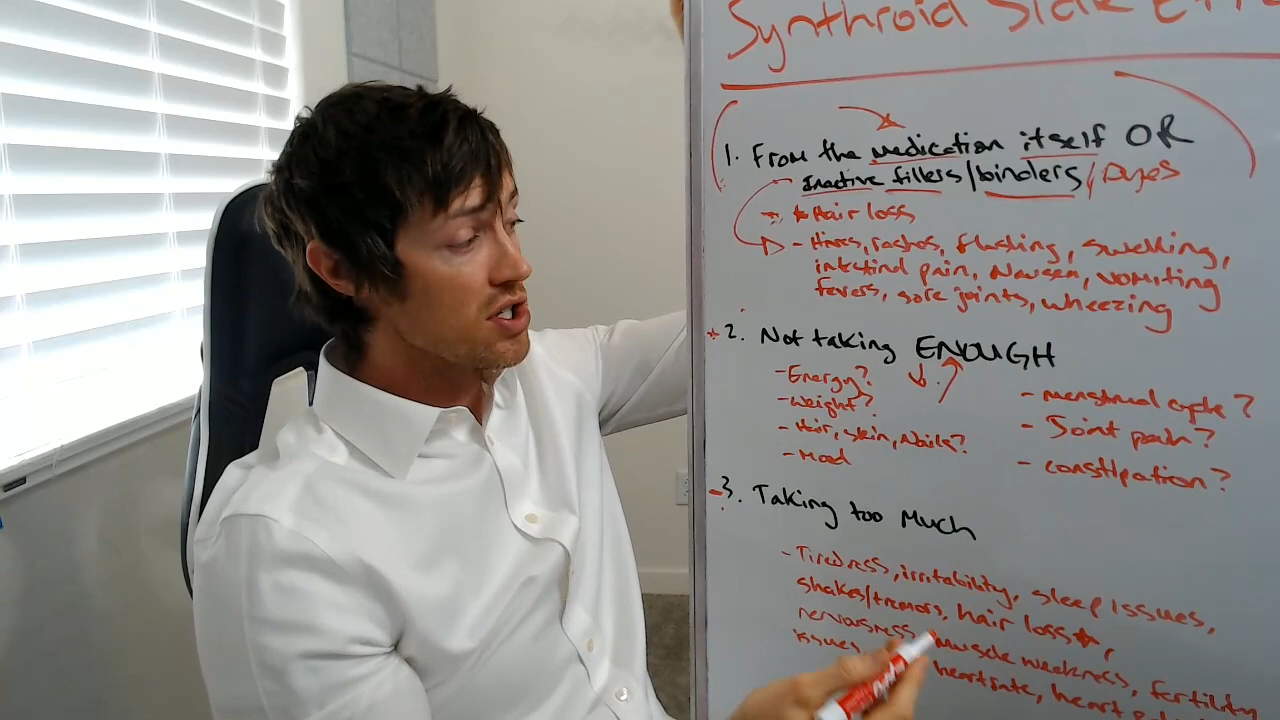 Synthroid Side Effe
1. From the medication itself OR
Inactive fillers/binders/Dyes
- * Hair loss
- Hives, rashes, flushing, swelling,
intestinal pain, Nausea, vomiting
fevers, sore joints, wheezing
* 2. Not taking ENOUGH
- Energy?
- weight?
- Hair, skin, Nails?
- Mood
- menstrual cycle?
- Joint pain?
- constipation?
- 3. Taking too Much
- Tiredness, irritability, sleep issues,
shakes/tremors, hair loss*,
nervousness, muscle weakness, fertility
issues heartrate, heart